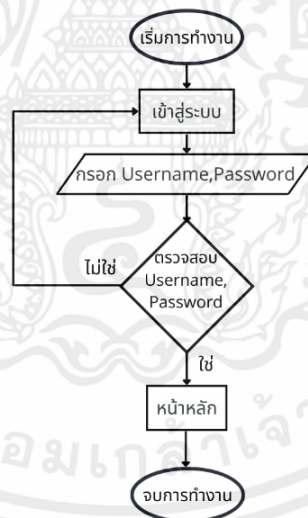 เริ่มการทำงาน
เข้าสู่ระบบ
กรอก Username,Password
ไม่ใช่
ตรวจสอบ
Username,
Password
ใช่
หน้าหลัก
จบการทำงาน